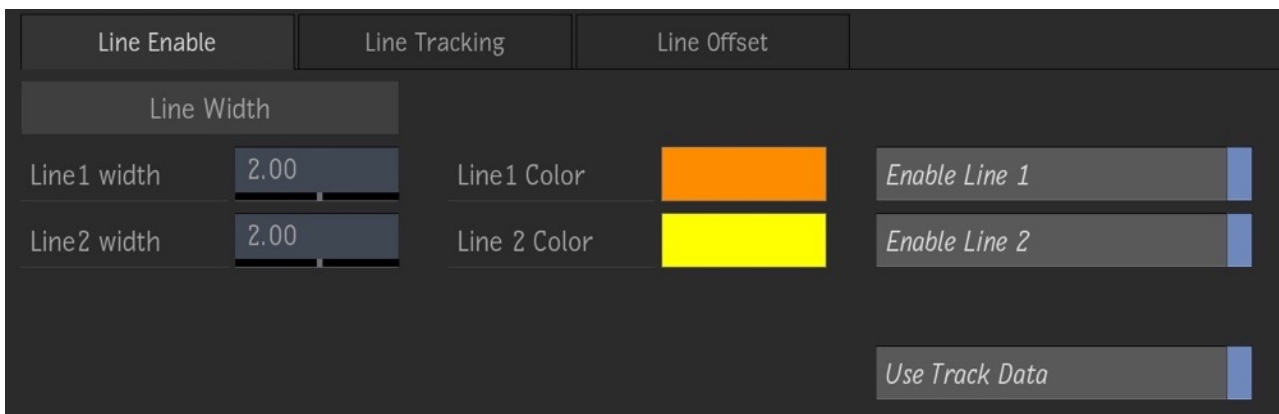 Line Enable Line Tracking Line Offset
Line Width
Line1 width 2.00 Line1 Color Enable Line 1
Line2 width 2.00 Line 2 Color Enable Line 2
Use Track Data